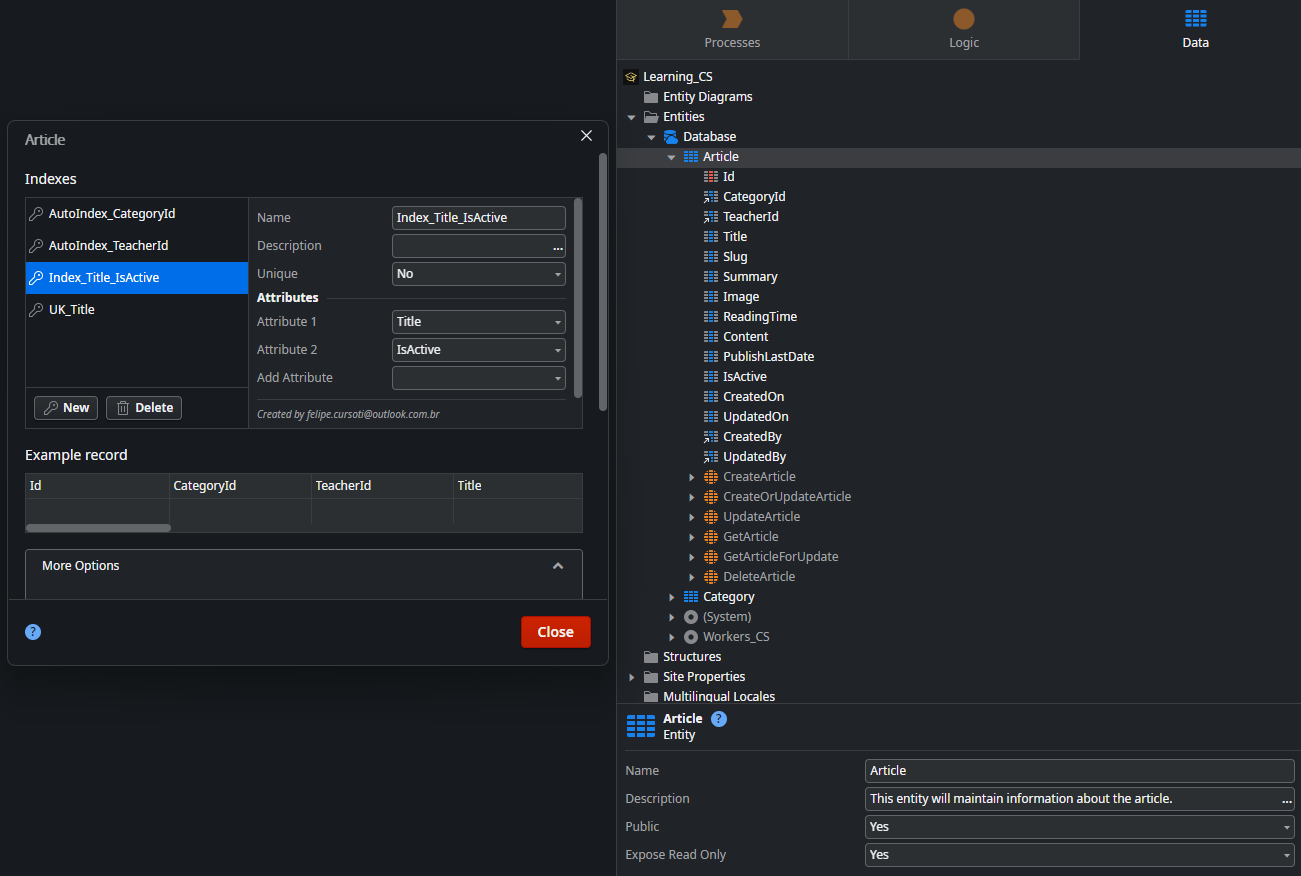 Processes
Logic
Data
Article
Indexes
AutoIndex_CategoryId
AutoIndex_TeacherId
Index_Title_IsActive
UK_Title
New
Delete
Name
Index_Title_IsActive
Description
...
Unique
No
Attributes
Attribute 1
Title
Attribute 2
IsActive
Add Attribute
Created by felipe.cursoti@outlook.com.br
Example record
Id
CategoryId
TeacherId
Title
More Options
?
Close
Learning_CS
Entity Diagrams
Entities
Database
Article
Id
CategoryId
TeacherId
Title
Slug
Summary
Image
ReadingTime
Content
PublishLastDate
IsActive
CreatedOn
UpdatedOn
CreatedBy
UpdatedBy
CreateArticle
CreateOrUpdateArticle
UpdateArticle
GetArticle
GetArticleForUpdate
DeleteArticle
Category
(System)
Workers_CS
Structures
Site Properties
Multilingual Locales
Article ?
Entity
Name
Article
Description
This entity will maintain information about the article.
...
Public
Yes
Expose Read Only
Yes